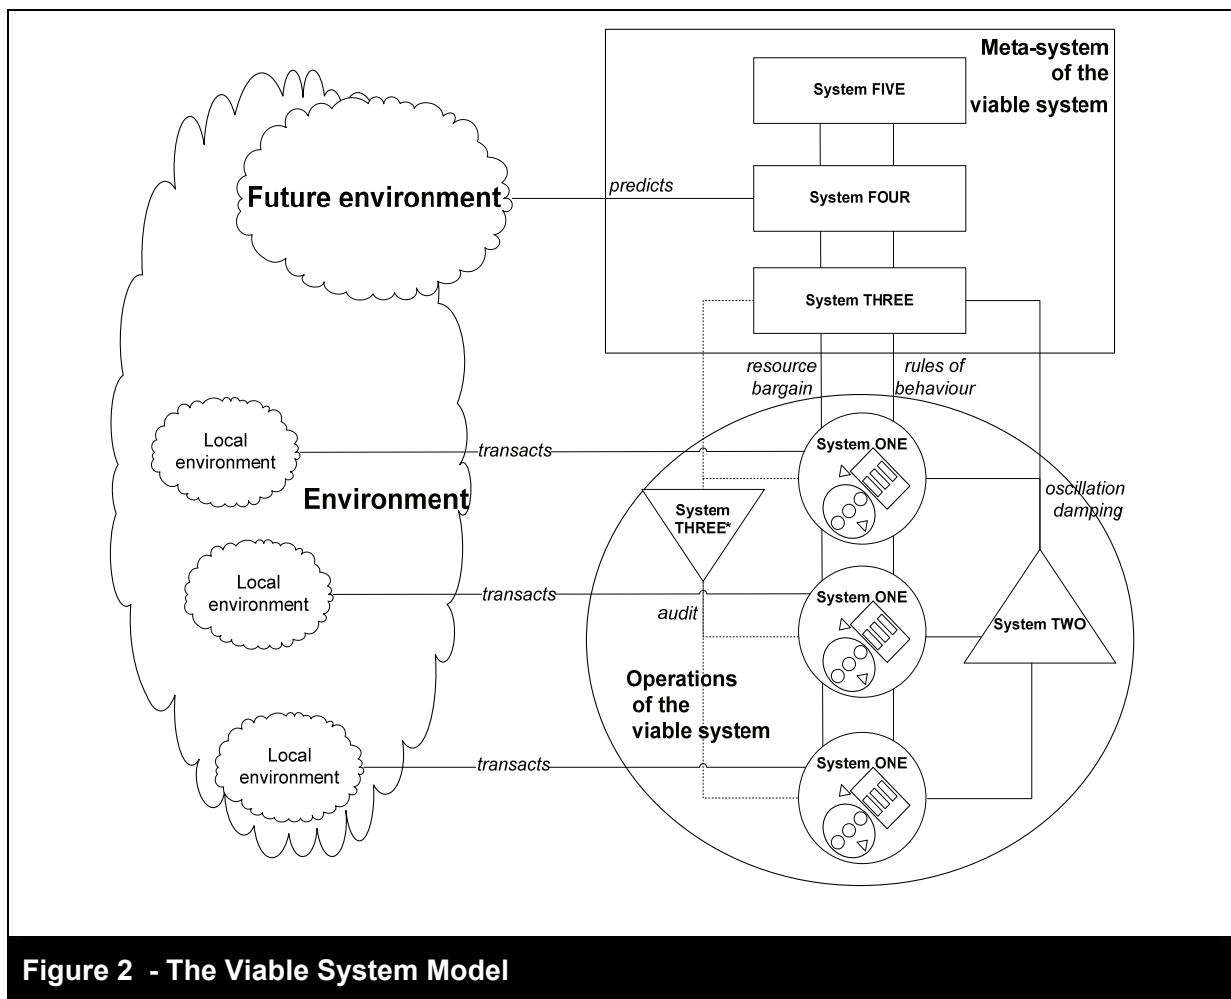 Meta-system
of the
viable system
System FIVE
Future environment
predicts
System FOUR
System THREE
resource
bargain
rules of
behaviour
Local
environment
transacts
System ONE
Environment
System
THREE*
oscillation
damping
Local
environment
transacts
System ONE
audit
System TWO
Operations
of the
viable system
Local
environment
transacts
System ONE
Figure 2 - The Viable System Model